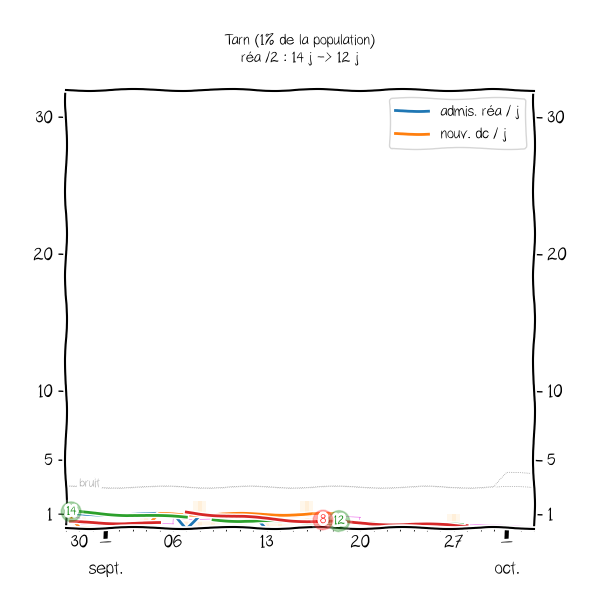 Tarn (1% de la population)
réa /2 : 14 j -> 12 j
admis. réa / j
nouv. dc / j
30 30
20 20
10 10
5 5
bruit
1 1
14
8 12
30 06 13 20 27
sept. oct.